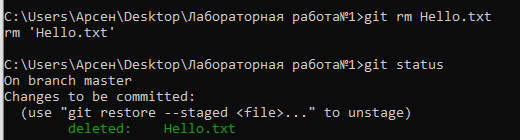 C:\Users\Арсен\Desktop\Лабораторная работа№1>git rm Hello.txt
rm 'Hello.txt'
C:\Users\Арсен\Desktop\Лабораторная работа№1>git status
On branch master
Changes to be committed:
  (use "git restore --staged <file>..." to unstage)
        deleted:    Hello.txt